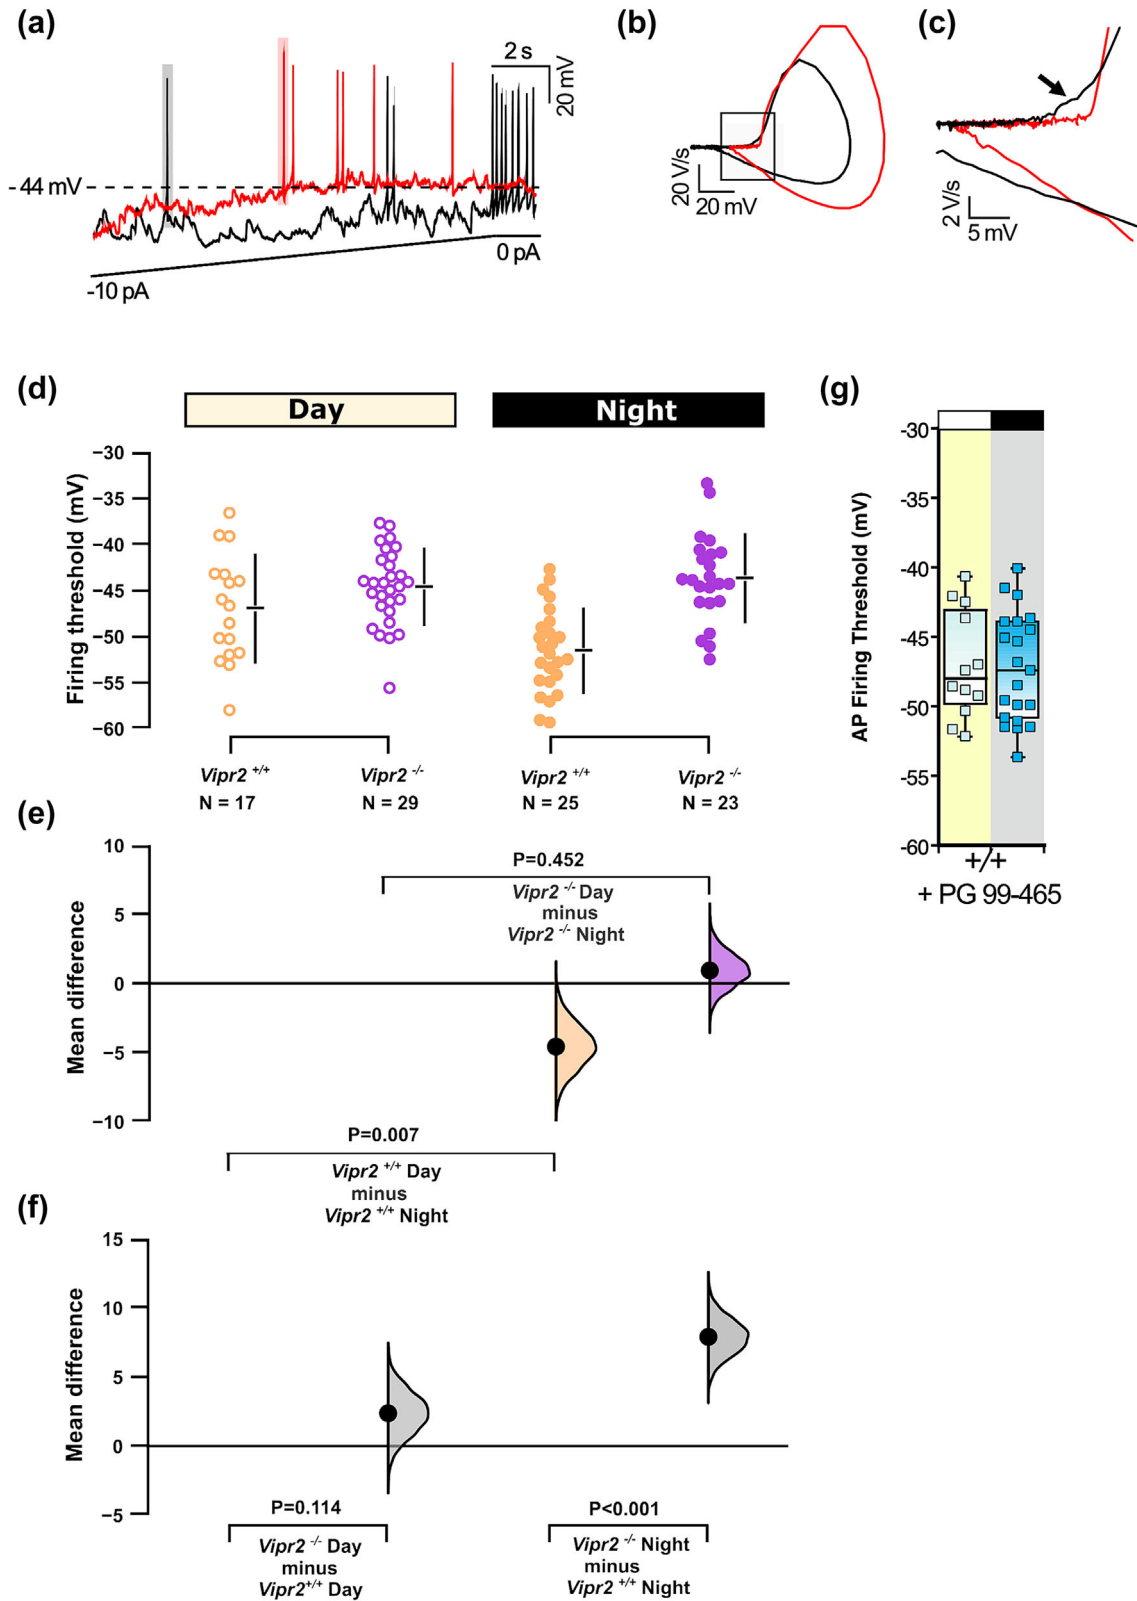 (a)
2 s
20 mV
- 44 mV
0 pA
-10 pA
(b)
20 V/s
20 mV
(c)
2 V/s
5 mV
(d)
Day
Night
Firing threshold (mV)
−30
−35
−40
−45
−50
−55
−60
Vipr2 +/+
N = 17
Vipr2 -/-
N = 29
Vipr2 +/+
N = 25
Vipr2 -/-
N = 23
(g)
AP Firing Threshold (mV)
-30
-35
-40
-45
-50
-55
-60
+/+
+ PG 99-465
(e)
Mean difference
10
5
0
−5
−10
P=0.452
Vipr2 -/- Day
minus
Vipr2 -/- Night
P=0.007
Vipr2 +/+ Day
minus
Vipr2 +/+ Night
(f)
Mean difference
15
10
5
0
−5
P=0.114
Vipr2 -/- Day
minus
Vipr2+/+ Day
P<0.001
Vipr2 -/- Night
minus
Vipr2 +/+ Night